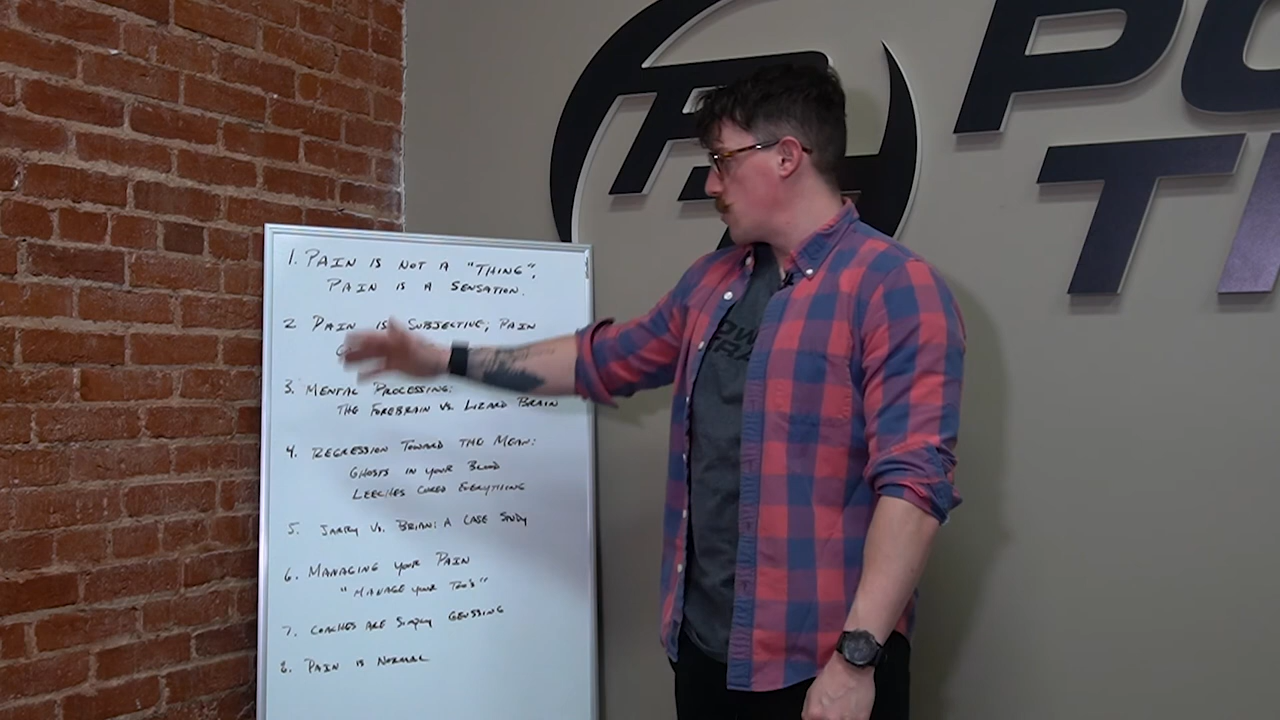 1. PAIN IS NOT A "THING",
PAIN IS A SENSATION.
2 PAIN IS SUBJECTIVE; PAIN
3. MENTAL PROCESSING:
THE FOREBRAIN VS. LIZARD BRAIN
4. REGRESSION TOWARD THE MEAN:
GHOSTS IN YOUR BLOOD
LEECHES CURED EVERYTHING
5. VS. BRIAN: A CASE STUDY
6. MANAGING YOUR PAIN
"MANAGE YOUR
7. COACHES ARE SIMPLY GEUSSING
8. PAIN IS NORMAL